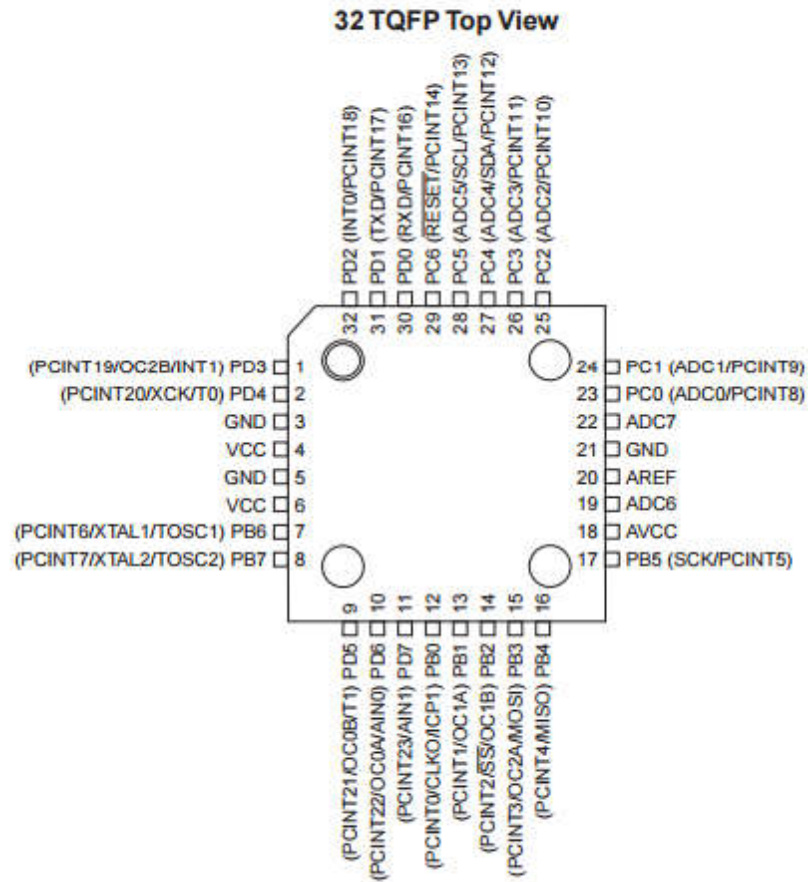 32 TQFP Top View
PD2 (INT0/PCINT18)
PD1 (TXD/PCINT17)
PD0 (RXD/PCINT16)
PC6 (RESET/PCINT14)
PC5 (ADC5/SCL/PCINT13)
PC4 (ADC4/SDA/PCINT12)
PC3 (ADC3/PCINT11)
PC2 (ADC2/PCINT10)
32
31
30
29
28
27
26
25
(PCINT19/OC2B/INT1) PD3 1
(PCINT20/XCK/T0) PD4 2
GND 3
VCC 4
GND 5
VCC 6
(PCINT6/XTAL1/TOSC1) PB6 7
(PCINT7/XTAL2/TOSC2) PB7 8
24 PC1 (ADC1/PCINT9)
23 PC0 (ADC0/PCINT8)
22 ADC7
21 GND
20 AREF
19 ADC6
18 AVCC
17 PB5 (SCK/PCINT5)
9
10
11
12
13
14
15
16
(PCINT21/OC0B/T1) PD5
(PCINT22/OC0A/AIN0) PD6
(PCINT23/AIN1) PD7
(PCINT0/CLKO/ICP1) PB0
(PCINT1/OC1A) PB1
(PCINT2/SS/OC1B) PB2
(PCINT3/OC2A/MOSI) PB3
(PCINT4/MISO) PB4